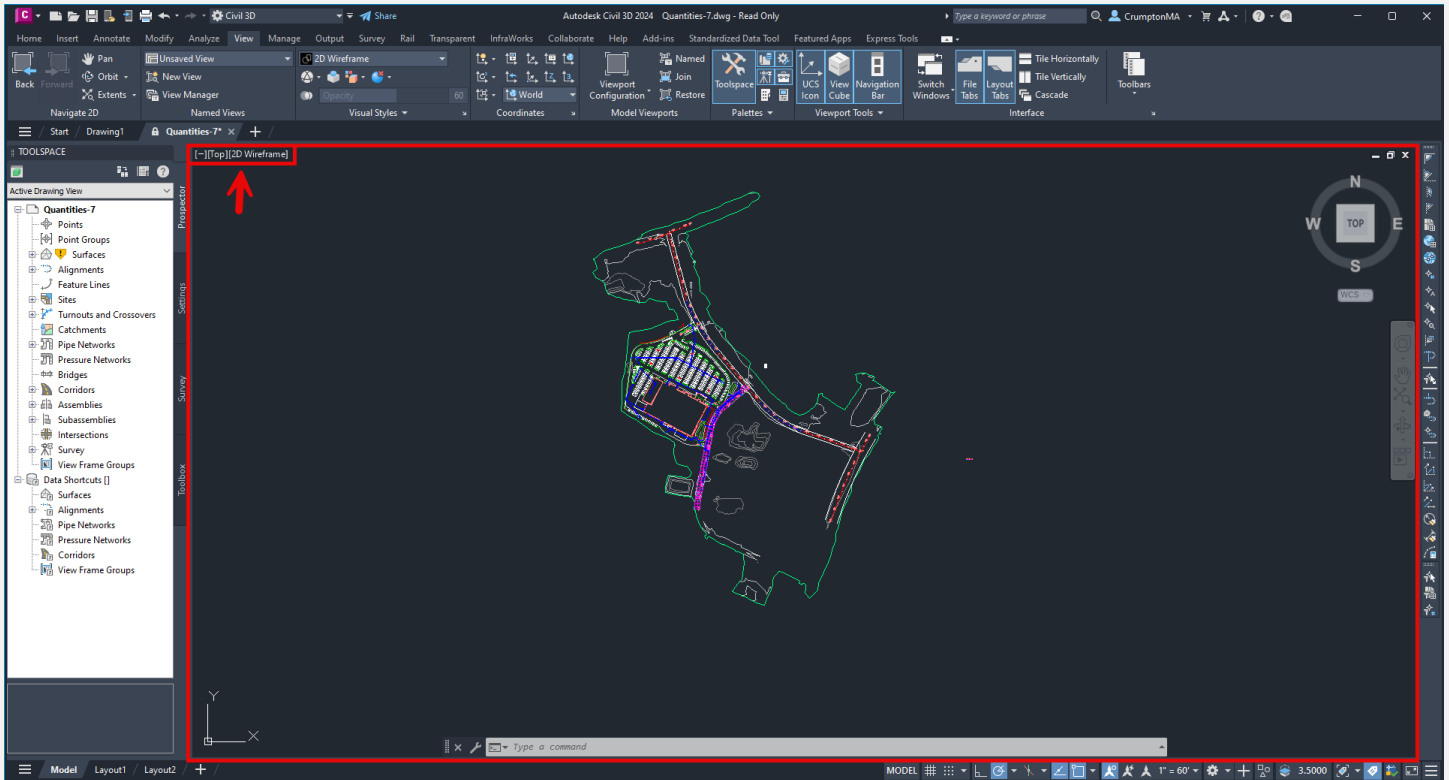 C Civil 3D Share Autodesk Civil 3D 2024 Quantities-7.dwg - Read Only Type a keyword or phrase CrumptonMA
Home Insert Annotate Modify Analyze View Manage Output Survey Rail Transparent InfraWorks Collaborate Help Add-ins Standardized Data Tool Featured Apps Express Tools
Back Forward
Pan
Orbit
Extents
Navigate 2D
Unsaved View
New View
View Manager
Named Views
2D Wireframe
Opacity 60
Visual Styles
World
Coordinates
Viewport
Configuration
Named
Join
Restore
Model Viewports
Toolspace
Palettes
UCS
Icon
View
Cube
Navigation
Bar
Viewport Tools
Switch
Windows
File
Tabs
Layout
Tabs
Tile Horizontally
Tile Vertically
Cascade
Toolbars
Interface
Start Drawing1 Quantities-7*
TOOLSPACE
Active Drawing View
Quantities-7
Points
Point Groups
Surfaces
Alignments
Feature Lines
Sites
Turnouts and Crossovers
Catchments
Pipe Networks
Pressure Networks
Bridges
Corridors
Assemblies
Subassemblies
Intersections
Survey
View Frame Groups
Data Shortcuts []
Surfaces
Alignments
Pipe Networks
Pressure Networks
Corridors
View Frame Groups
Prospector
Settings
Survey
Toolbox
[−][Top][2D Wireframe]
N
W TOP E
S
WCS
Y
X
Type a command
Model Layout1 Layout2
MODEL 1" = 60' 3.5000